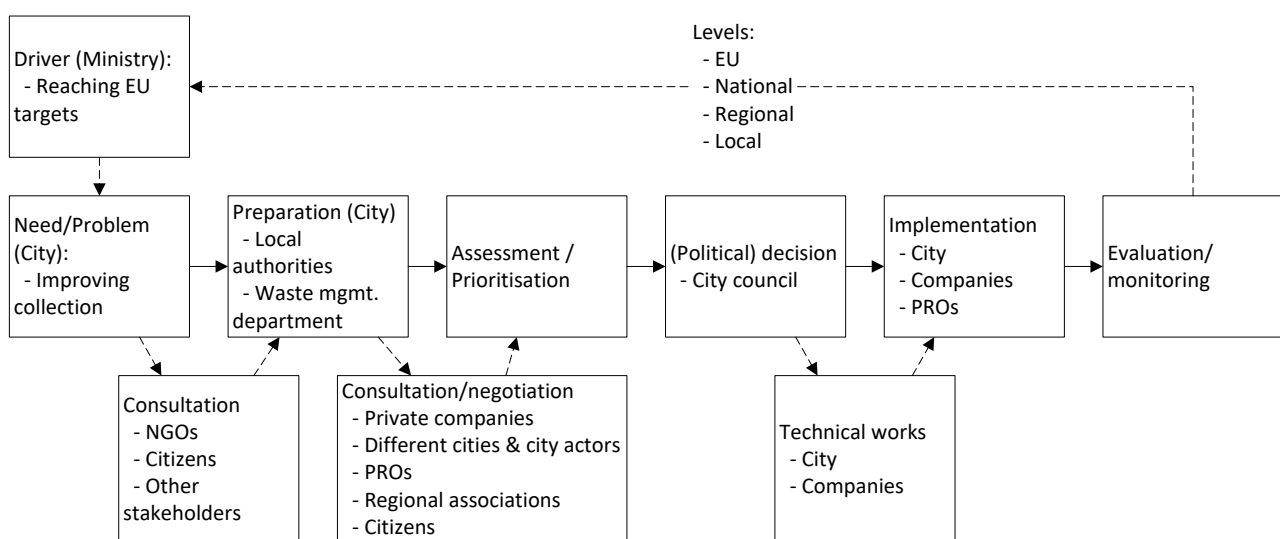 Driver (Ministry):
- Reaching EU
targets
Levels:
- EU
- National
- Regional
- Local
Need/Problem
(City):
- Improving
collection
Preparation (City)
- Local
authorities
- Waste mgmt.
department
Assessment /
Prioritisation
(Political) decision
- City council
Implementation
- City
- Companies
- PROs
Evaluation/
monitoring
Consultation
- NGOs
- Citizens
- Other
stakeholders
Consultation/negotiation
- Private companies
- Different cities & city actors
- PROs
- Regional associations
- Citizens
Technical works
- City
- Companies